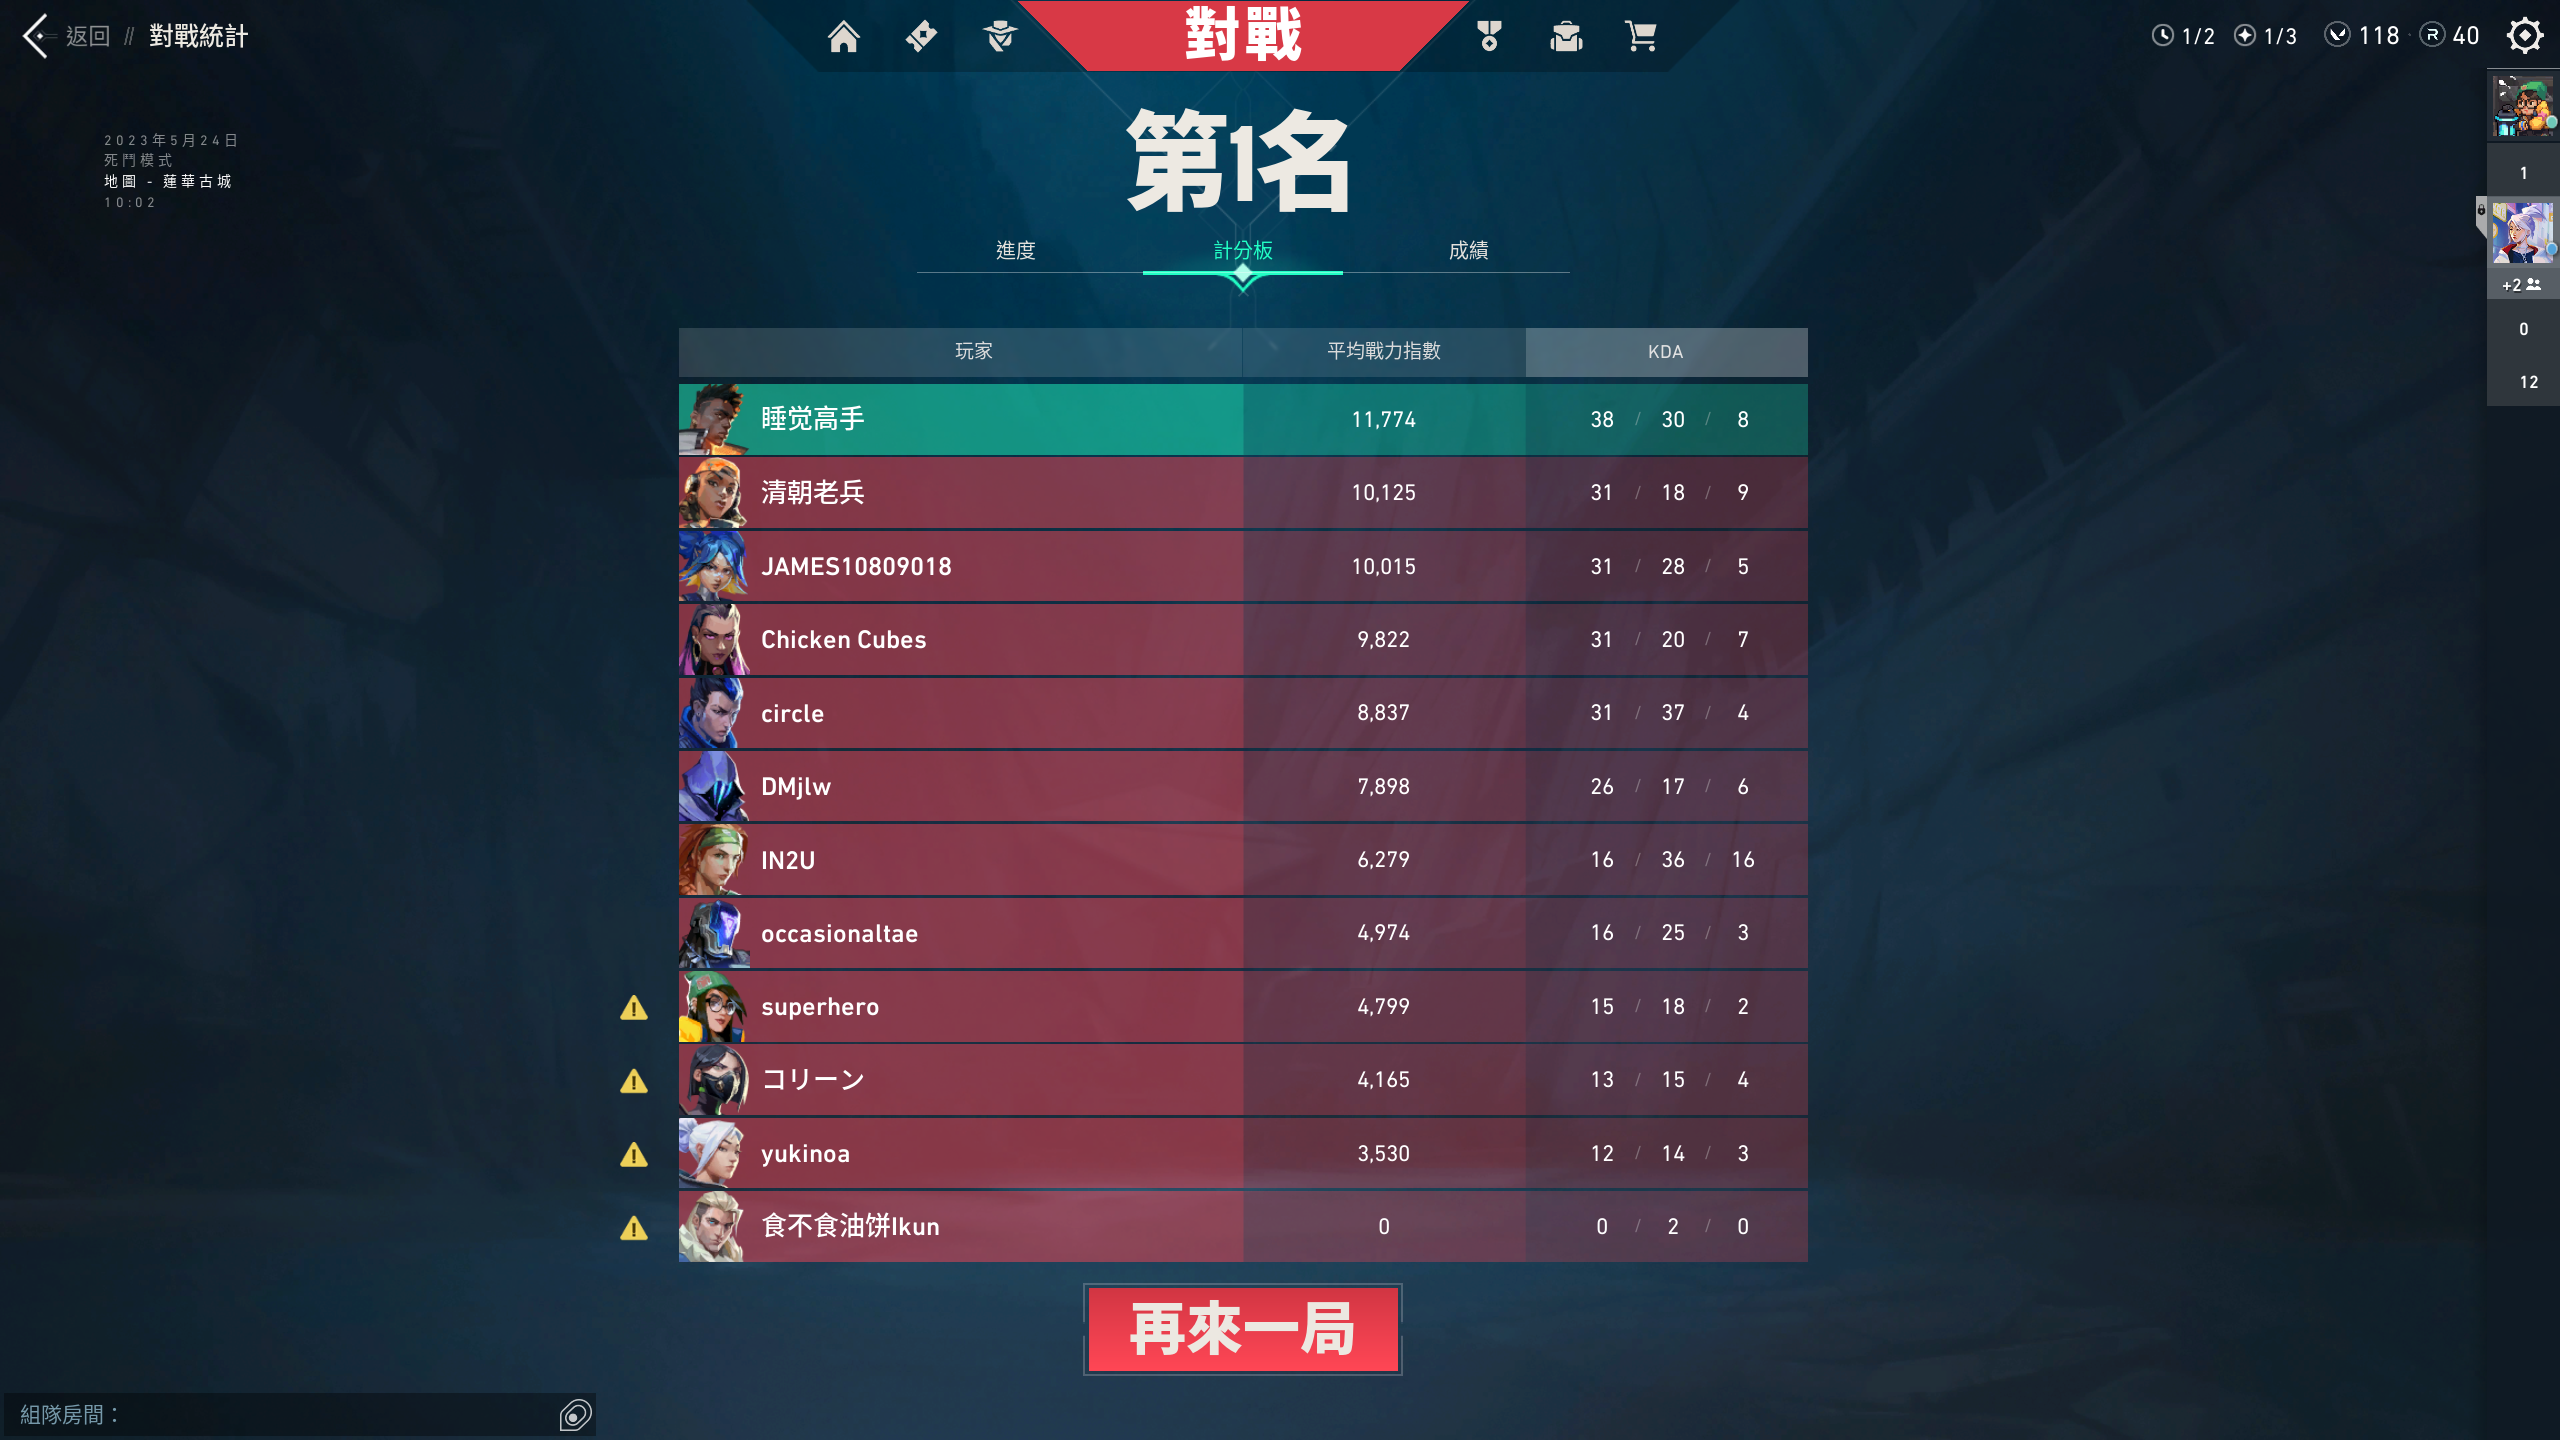 返回 // 對戰統計
對戰
1/2 1/3 118 R 40
2023年5月24日
死鬥模式
地圖 - 蓮華古城
10:02
第1名
進度 計分板 成績
1
+2
0
12
玩家 平均戰力指數 KDA
睡觉高手 11,774 38 / 30 / 8
清朝老兵 10,125 31 / 18 / 9
JAMES10809018 10,015 31 / 28 / 5
Chicken Cubes 9,822 31 / 20 / 7
circle 8,837 31 / 37 / 4
DMjlw 7,898 26 / 17 / 6
IN2U 6,279 16 / 36 / 16
occasionaltae 4,974 16 / 25 / 3
superhero 4,799 15 / 18 / 2
コリーン 4,165 13 / 15 / 4
yukinoa 3,530 12 / 14 / 3
食不食油饼Ikun 0 0 / 2 / 0
再來一局
組隊房間：